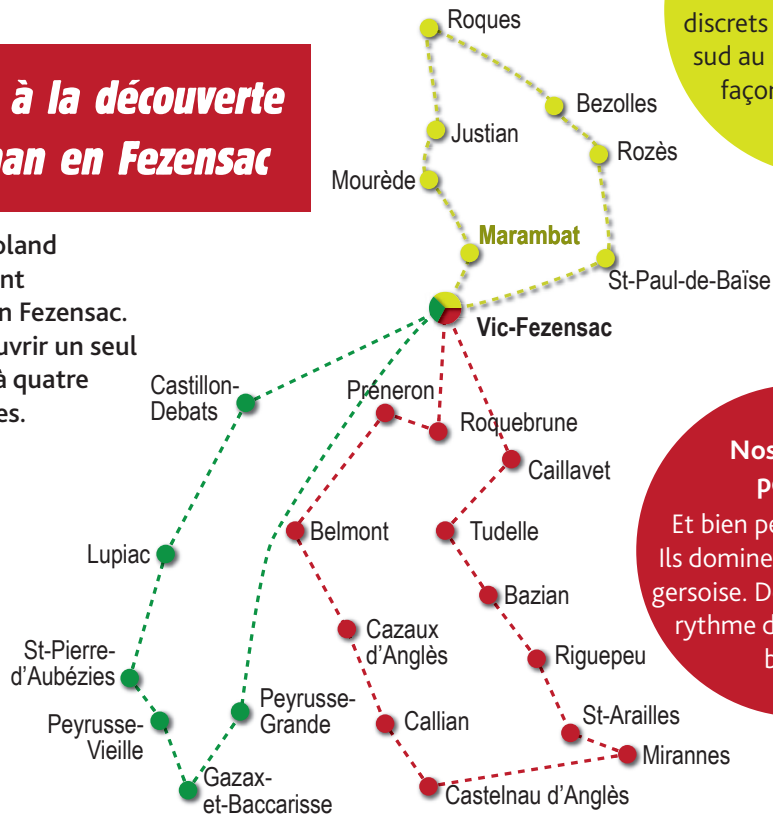 à la découverte
nan en Fezensac
oland
ent
n Fezensac.
uvrir un seul
à quatre
es.
discrets
sud au
façon
Roques
Bezolles
Justian
Rozès
Mourède
Marambat
St-Paul-de-Baïse
Vic-Fezensac
Castillon-
Debats
Préneron
Roquebrune
Caillavet
Belmont
Tudelle
Lupiac
Bazian
Cazaux
d'Anglès
Riguepeu
St-Pierre-
d'Aubézies
Peyrusse-
Vieille
Peyrusse-
Grande
Callian
St-Arailles
Mirannes
Gazax-
et-Baccarisse
Castelnau d'Anglès
Nos
p
Et bien pe
Ils domine
gersoise. D
rythme d
b